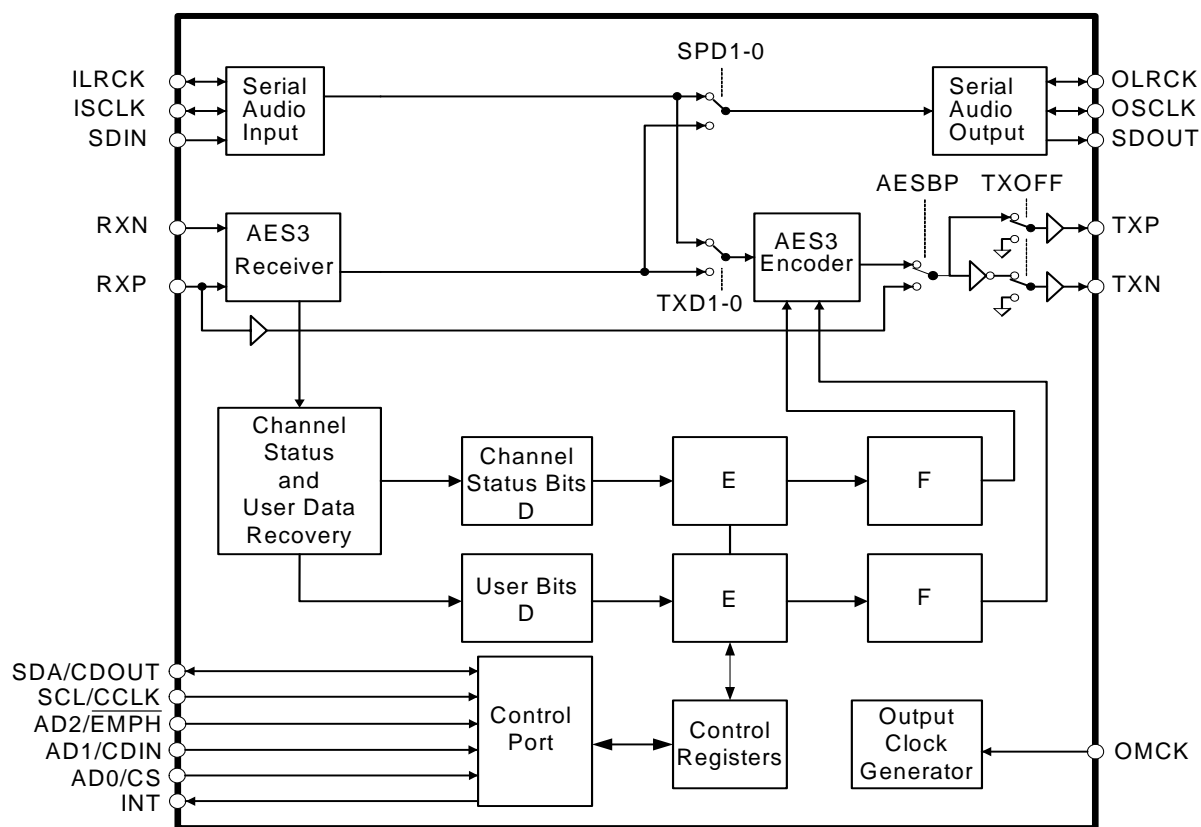 SPD1-0
ILRCK
ISCLK
SDIN
Serial
Audio
Input
Serial
Audio
Output
OLRCK
OSCLK
SDOUT
AESBP
TXOFF
RXN
RXP
AES3
Receiver
TXD1-0
AES3
Encoder
TXP
TXN
Channel
Status
and
User Data
Recovery
Channel
Status Bits
D
E
F
User Bits
D
E
F
SDA/CDOUT
SCL/CCLK
AD2/EMPH
AD1/CDIN
AD0/CS
INT
Control
Port
Control
Registers
Output
Clock
Generator
OMCK